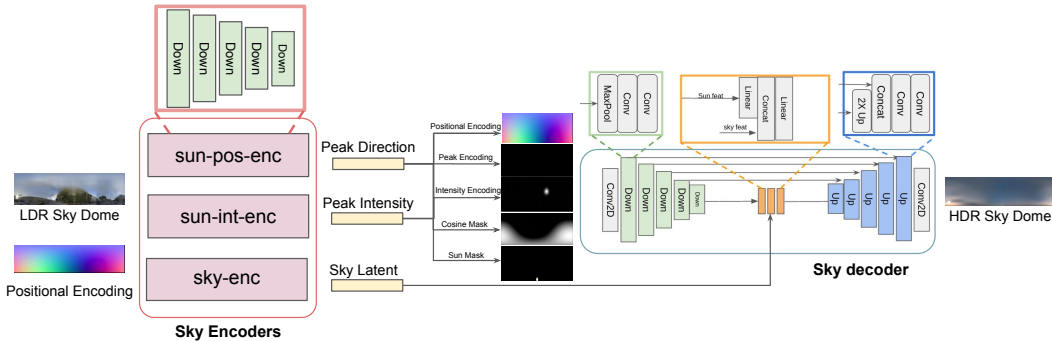 Down
Down
Down
Down
Down
sun-pos-enc
sun-int-enc
sky-enc
Sky Encoders
LDR Sky Dome
Positional Encoding
Peak Direction
Peak Intensity
Sky Latent
Positional Encoding
Peak Encoding
Intensity Encoding
Cosine Mask
Sun Mask
MaxPool
Conv
Conv
Sun feat
sky feat
Linear
Concat
Linear
2X Up
Concat
Conv
Conv
Conv2D
Down
Down
Down
Down
Down
Up
Up
Up
Up
Up
Conv2D
Sky decoder
HDR Sky Dome